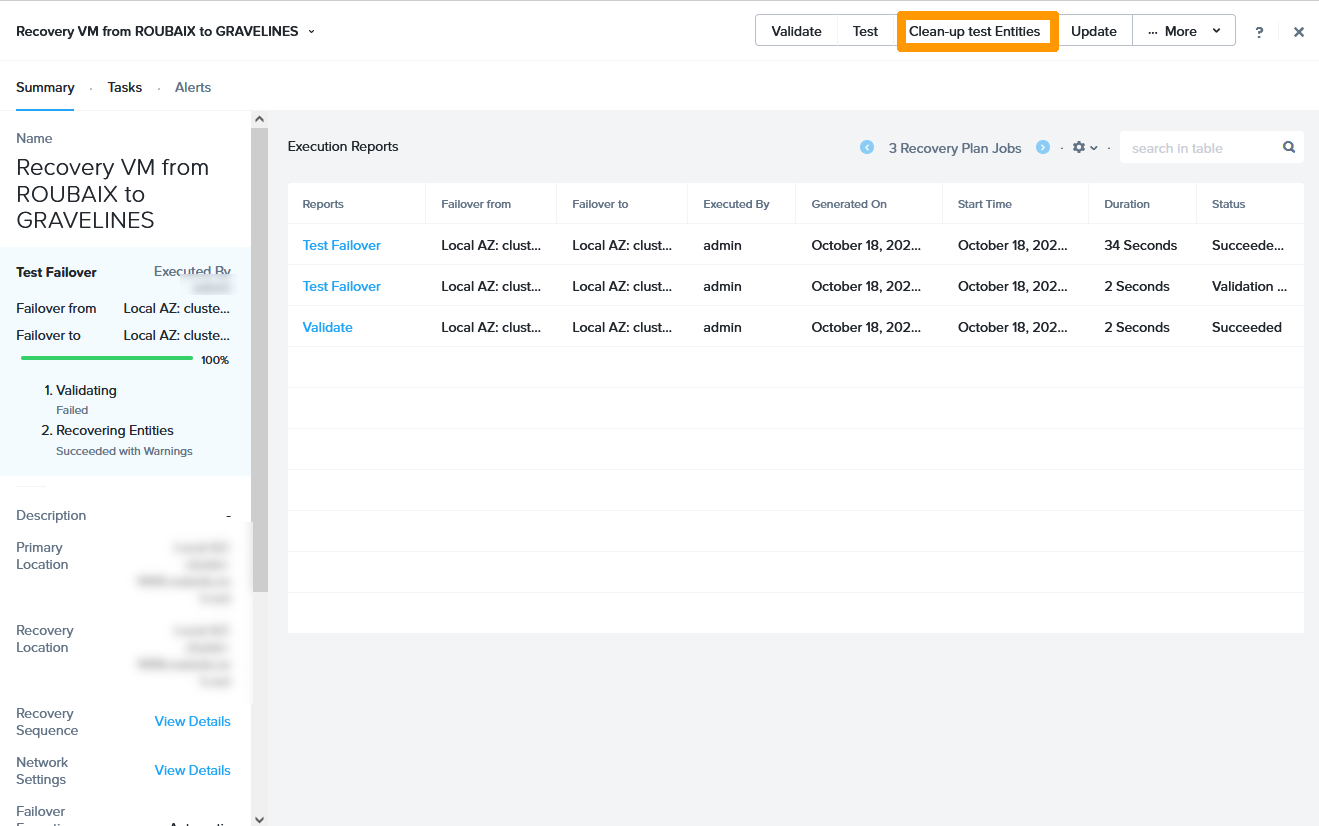 Recovery VM from ROUBAIX to GRAVELINES
Validate
Test
Clean-up test Entities
Update
... More
?
Summary
Tasks
Alerts
Name
Recovery VM from
ROUBAIX to
GRAVELINES
Test Failover Executed By
Failover from Local AZ: cluste...
Failover to Local AZ: cluste...
100%
1. Validating
Failed
2. Recovering Entities
Succeeded with Warnings
Description -
Primary
Location
Recovery
Location
Recovery
Sequence
View Details
Network
Settings
View Details
Failover
Execution Reports
3 Recovery Plan Jobs
search in table
Reports Failover from Failover to Executed By Generated On Start Time Duration Status
Test Failover Local AZ: clust... Local AZ: clust... admin October 18, 202... October 18, 202... 34 Seconds Succeede...
Test Failover Local AZ: clust... Local AZ: clust... admin October 18, 202... October 18, 202... 2 Seconds Validation ...
Validate Local AZ: clust... Local AZ: clust... admin October 18, 202... October 18, 202... 2 Seconds Succeeded